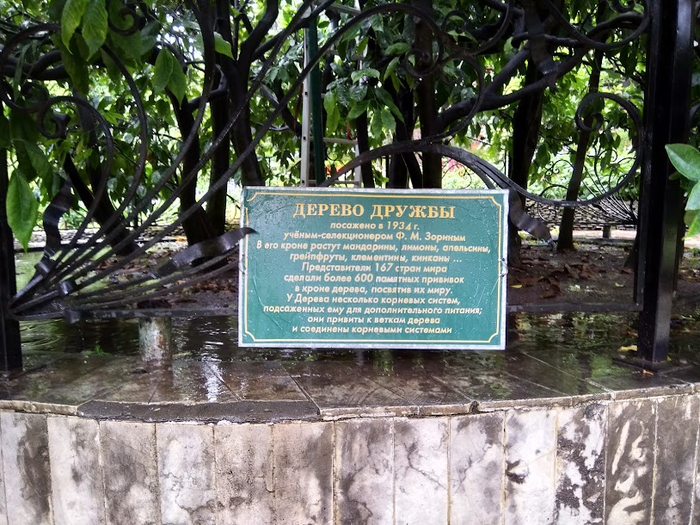 ДЕРЕВО ДРУЖБЫ
посажено в 1934 г.
учёным-селекционером Ф. М. Зориным
В его кроне растут мандарины, лимоны, апельсины,
грейпфруты, клементины, кинканы ...
Представители 167 стран мира
сделали более 600 памятных прививок
в кроне дерева, посвятив их миру.
У Дерева несколько корневых систем,
подсаженных ему для дополнительного питания;
они привиты к веткам дерева
и соединены корневыми системами